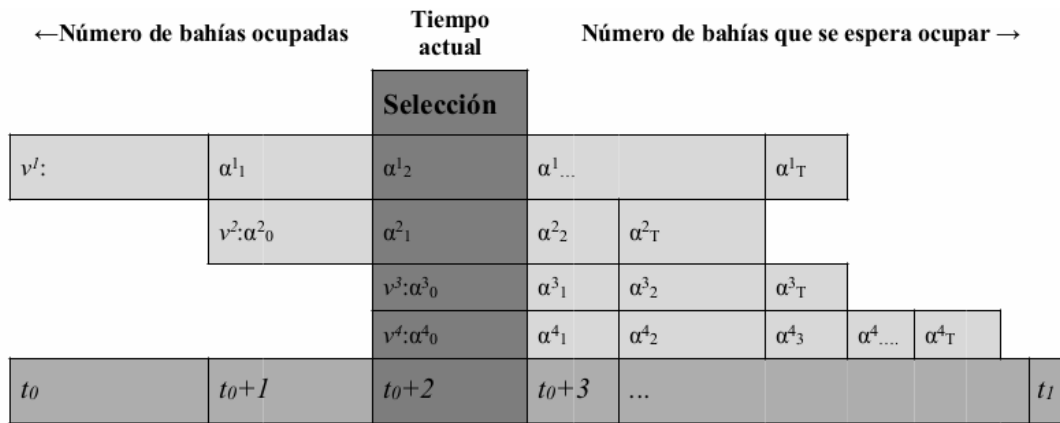 ←Número de bahías ocupadas
Tiempo actual
Número de bahías que se espera ocupar →
Selección
v¹: α¹₁ α¹₂ α¹... α¹T
v²:α²₀ α²₁ α²₂ α²T
v³:α³₀ α³₁ α³₂ α³T
v⁴:α⁴₀ α⁴₁ α⁴₂ α⁴₃ α⁴.... α⁴T
t₀ t₀+1 t₀+2 t₀+3 ... t₁